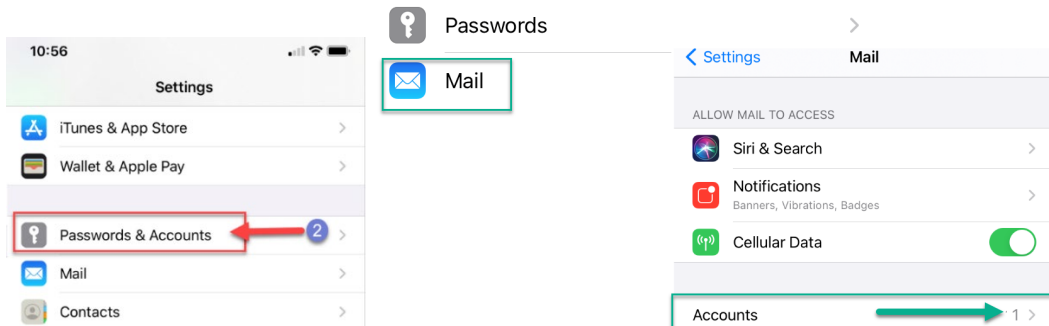 10:56
Settings
iTunes & App Store
Wallet & Apple Pay
Passwords & Accounts
2
Mail
Contacts
Passwords
Mail
Settings
Mail
ALLOW MAIL TO ACCESS
Siri & Search
Notifications
Banners, Vibrations, Badges
Cellular Data
Accounts
1